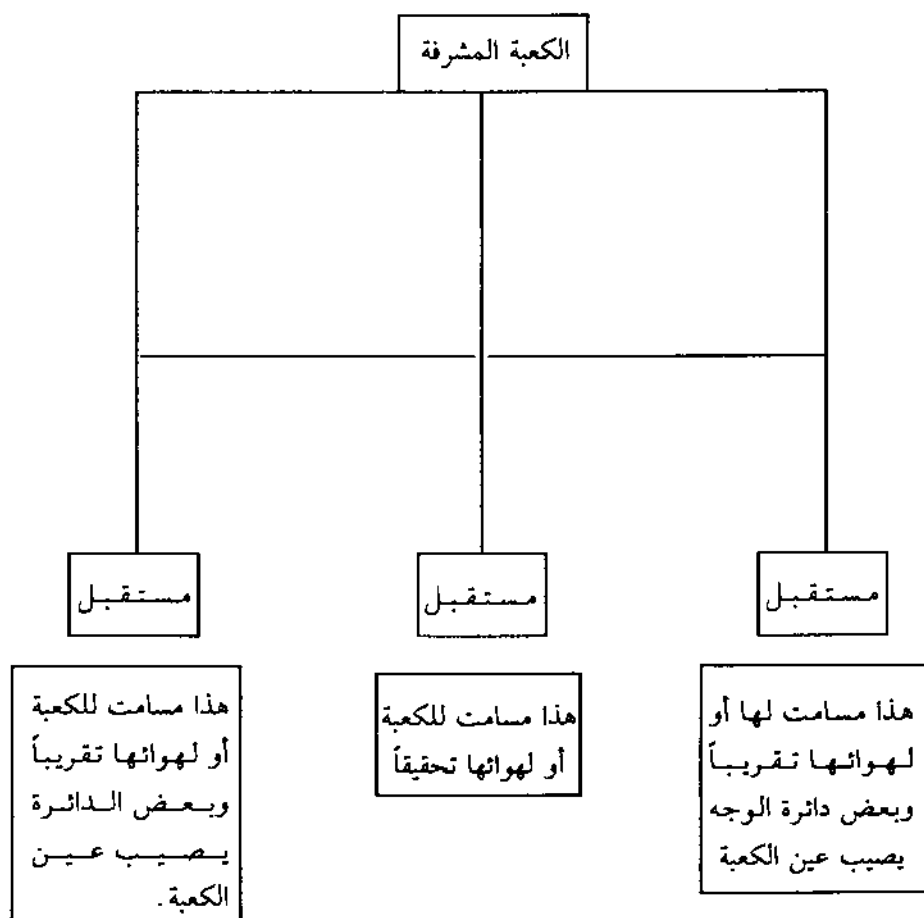 الكعبة المشرفة
مستقبل
مستقبل
مستقبل
هذا مسامت لها أو
لهوائها تقريباً
وبعض دائرة الوجه
يصيب عين الكعبة
هذا مسامت للكعبة
أو لهوائها تحقيقاً
هذا مسامت للكعبة
أو لهوائها تقريباً
وبعض الدائرة
يصيب عين
الكعبة.